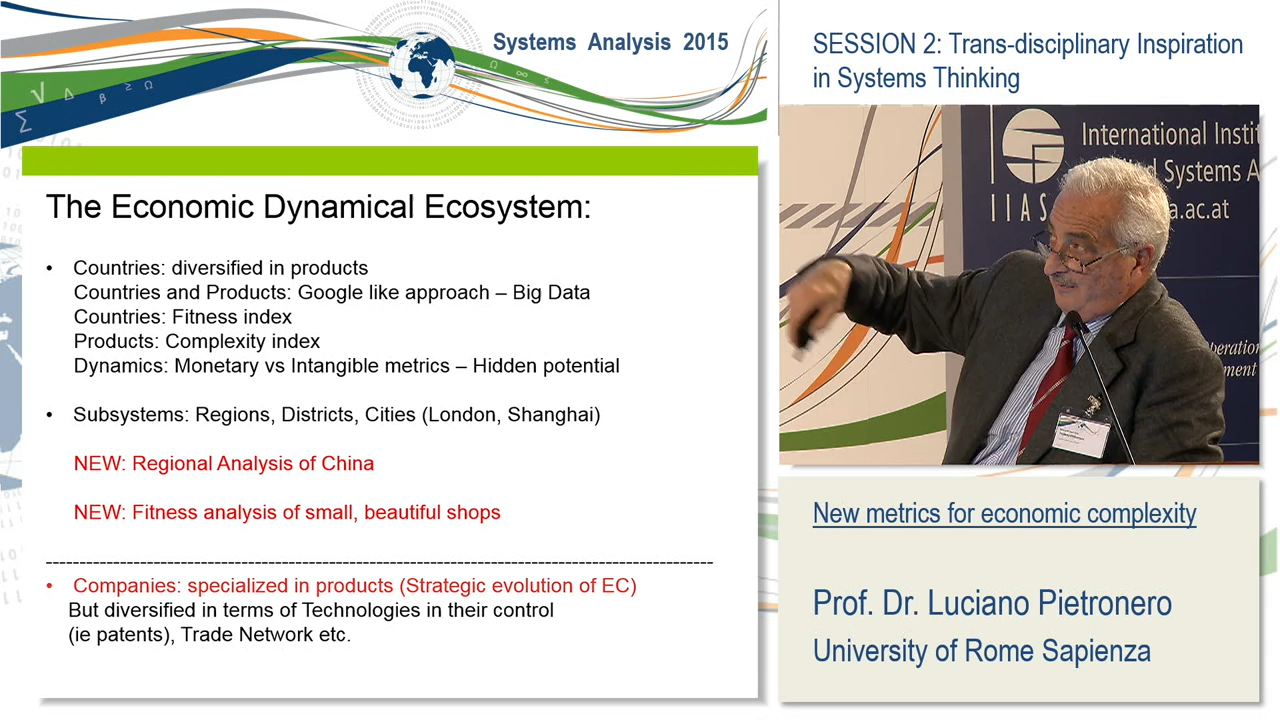 Systems Analysis 2015
SESSION 2: Trans-disciplinary Inspiration
in Systems Thinking
The Economic Dynamical Ecosystem:
• Countries: diversified in products
Countries and Products: Google like approach – Big Data
Countries: Fitness index
Products: Complexity index
Dynamics: Monetary vs Intangible metrics – Hidden potential
• Subsystems: Regions, Districts, Cities (London, Shanghai)
NEW: Regional Analysis of China
NEW: Fitness analysis of small, beautiful shops
• Companies: specialized in products (Strategic evolution of EC)
But diversified in terms of Technologies in their control
(ie patents), Trade Network etc.
International Insti
Systems A
IIAS
a.ac.at
New metrics for economic complexity
Prof. Dr. Luciano Pietronero
University of Rome Sapienza